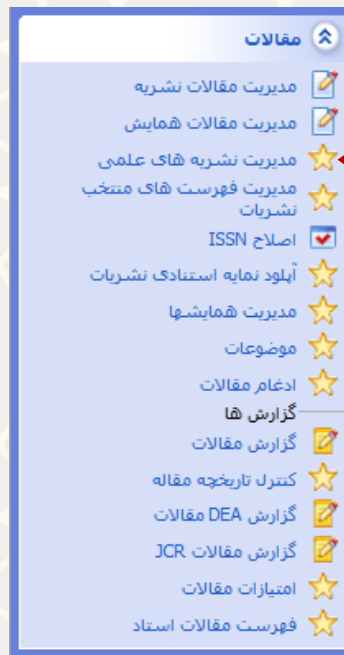 مقالات
مدیریت مقالات نشریه
مدیریت مقالات همایش
مدیریت نشریه های علمی
مدیریت فهرست های منتخب
نشریات
اصلاح ISSN
آپلود نمایه استنادی نشریات
مدیریت همایشها
موضوعات
ادغام مقالات
گزارش ها
گزارش مقالات
کنترل تاریخچه مقاله
گزارش DEA مقالات
گزارش مقالات JCR
امتیازات مقالات
فهرست مقالات استاد